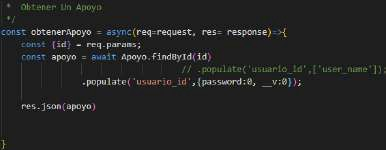 * Obtener Un Apoyo
*/
const obtenerApoyo = async(req=request, res= response)=>{
const {id} = req.params;
const apoyo = await Apoyo.findById(id)
// .populate('usuario_id',['user_name']);
.populate('usuario_id',{password:0, __v:0});
res.json(apoyo)
}